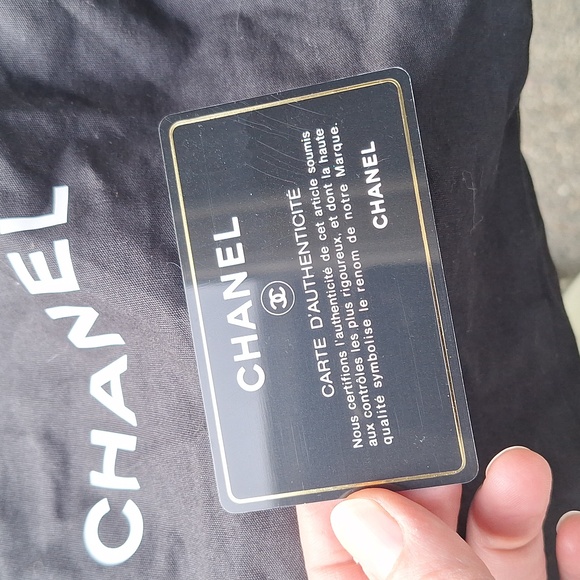 CHANEL
CHANEL
CARTE D'AUTHENTICITÉ
Nous certifions l'authenticité de cet article soumis
aux contrôles les plus rigoureux, et dont la haute
qualité symbolise le renom de notre Marque.
CHANEL